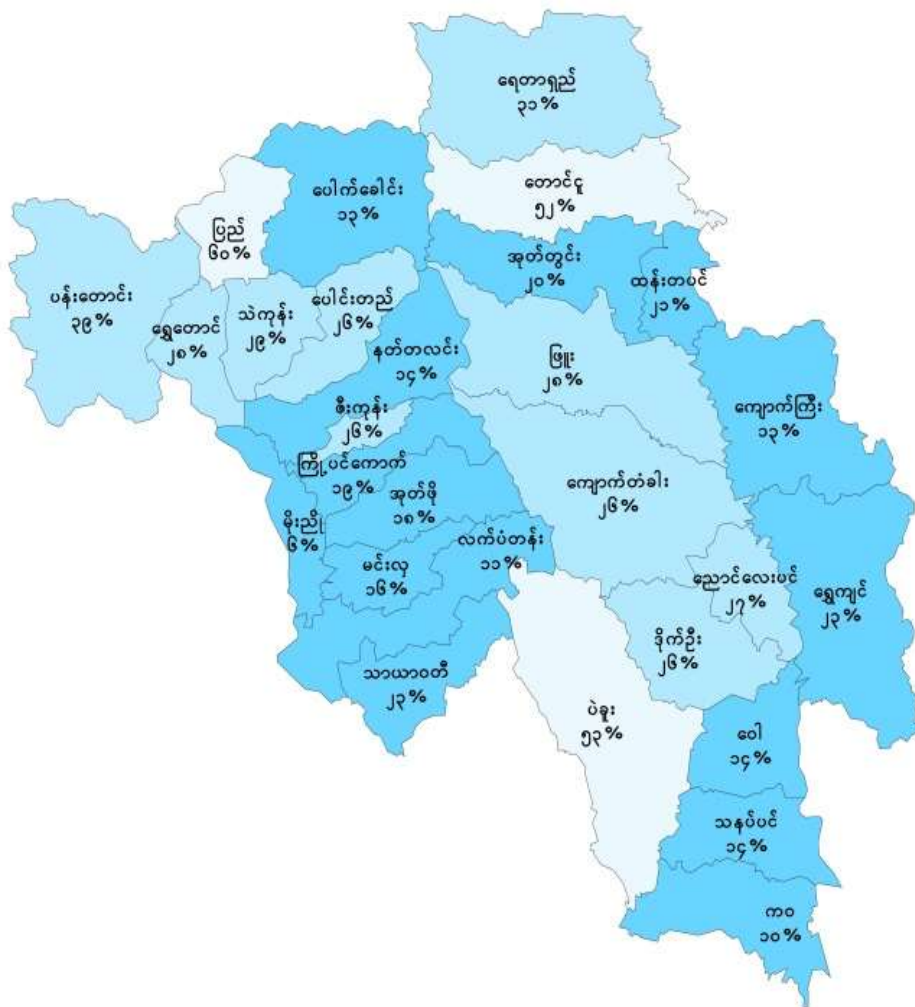 ရေတာရှည်
၃၁%
တောင်ငူ
၅၂%
ပေါက်ခေါင်း
၁၃%
ပြည်
၆၀%
အုတ်တွင်း
၂၀%
ထန်းတပင်
၂၁%
ပန်းတောင်း
၃၉%
ရွှေတောင်
၂၈%
သဲကုန်း
၂၉%
ပေါင်းတည်
၂၆%
နတ်တလင်း
၁၄%
ဖြူး
၂၈%
ကျောက်ကြီး
၁၃%
ဇီးကုန်း
၂၆%
ကြို့ပင်ကောက်
၁၉%
အုတ်ဖို
၁၈%
ကျောက်တံခါး
၂၆%
မိုးညို
၆%
မင်းလှ
၁၆%
လက်ပံတန်း
၁၁%
ညောင်လေးပင်
၂၇%
ရွှေကျင်
၂၃%
ဒိုက်ဦး
၂၆%
သာယာဝတီ
၂၃%
ပဲခူး
၅၃%
ဝေါ
၁၄%
သနပ်ပင်
၁၄%
ကဝ
၁၀%